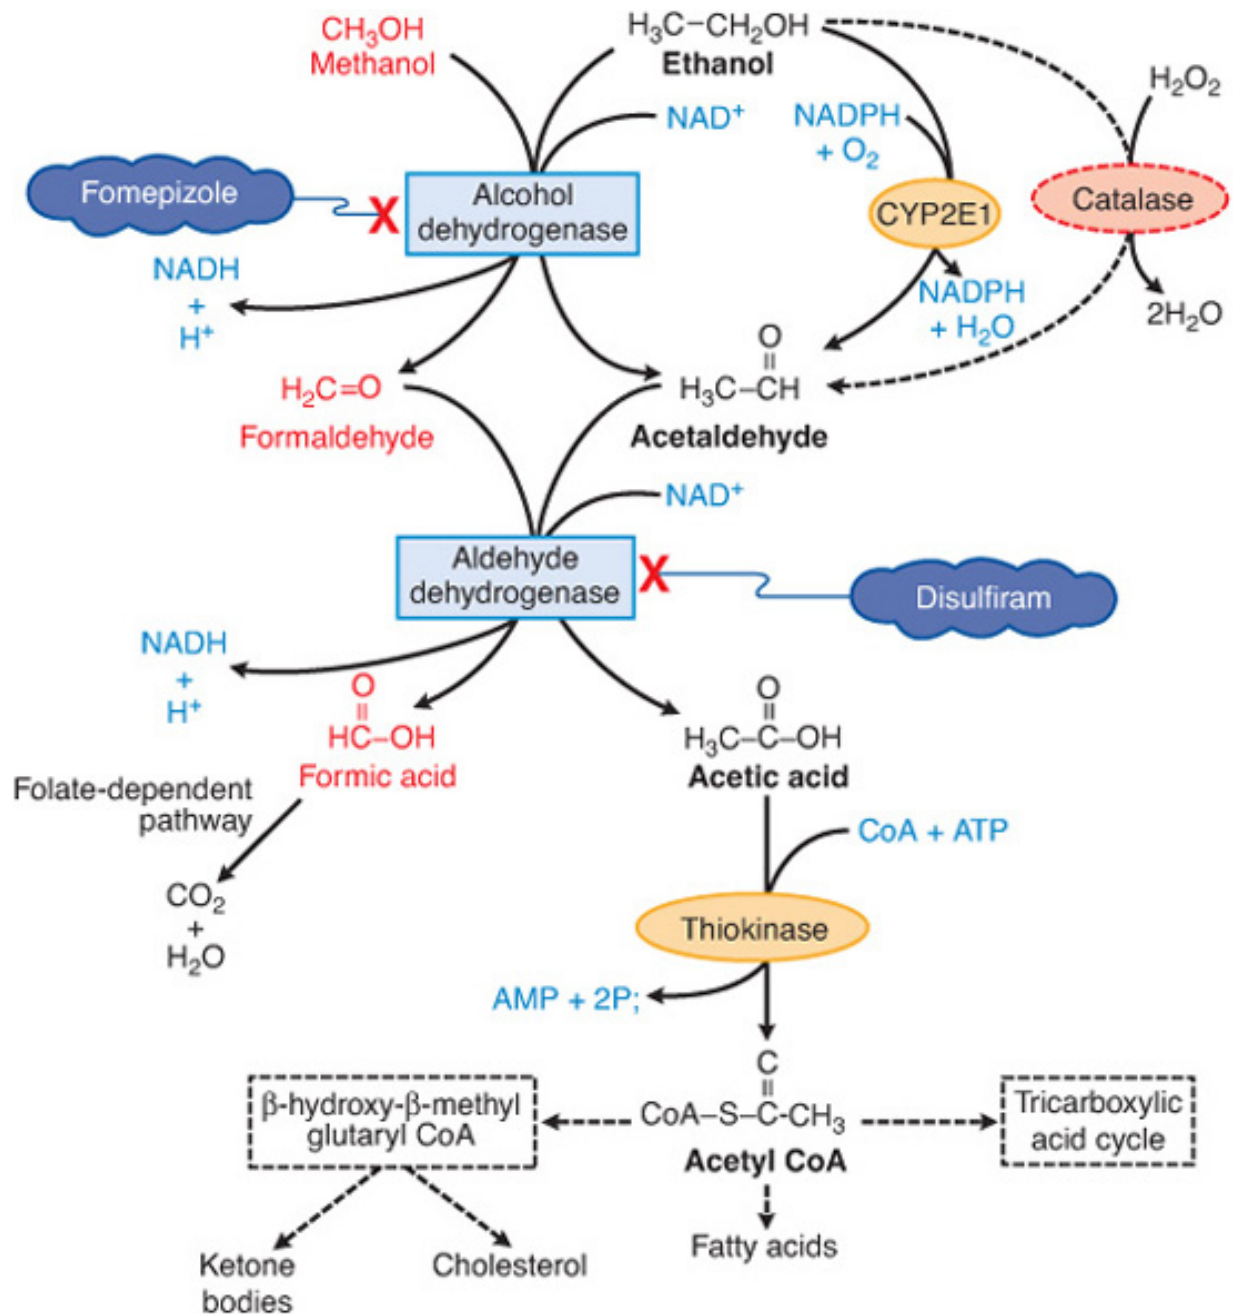 CH₃OH
Methanol
H₃C–CH₂OH
Ethanol
H₂O₂
NAD⁺
NADPH
+ O₂
Fomepizole
X
Alcohol
dehydrogenase
CYP2E1
Catalase
NADH
+
H⁺
NADPH
+ H₂O
2H₂O
H₂C=O
Formaldehyde
O
=
H₃C–CH
Acetaldehyde
NAD⁺
Aldehyde
dehydrogenase
X
Disulfiram
NADH
+
H⁺
O
=
HC–OH
Formic acid
O
=
H₃C–C–OH
Acetic acid
Folate-dependent
pathway
CO₂
+
H₂O
CoA + ATP
Thiokinase
AMP + 2P;
C
=
CoA–S–C-CH₃
Acetyl CoA
β-hydroxy-β-methyl
glutaryl CoA
Tricarboxylic
acid cycle
Ketone
bodies
Cholesterol
Fatty acids